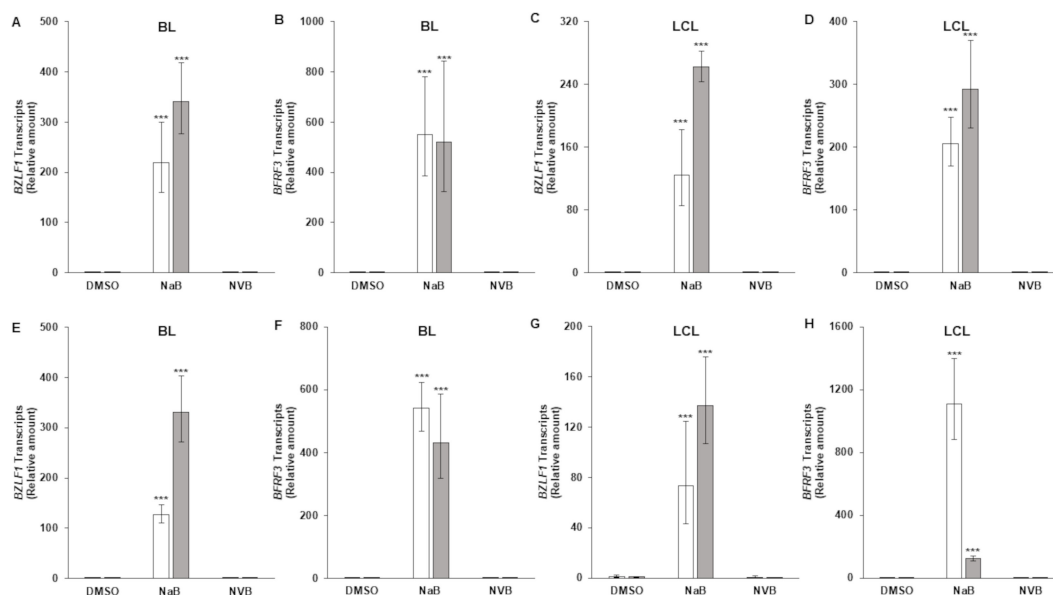 A
BL
BZLF1 Transcripts
(Relative amount)
500
400
300
200
100
0
***
***
DMSO
NaB
NVB
B
BL
BFRF3 Transcripts
(Relative amount)
1000
800
600
400
200
0
***
***
DMSO
NaB
NVB
C
LCL
BZLF1 Transcripts
(Relative amount)
320
240
160
80
0
***
***
DMSO
NaB
NVB
D
LCL
BFRF3 Transcripts
(Relative amount)
400
300
200
100
0
***
***
DMSO
NaB
NVB
E
BL
BZLF1 Transcripts
(Relative amount)
500
400
300
200
100
0
***
***
DMSO
NaB
NVB
F
BL
BFRF3 Transcripts
(Relative amount)
800
600
400
200
0
***
***
DMSO
NaB
NVB
G
LCL
BZLF1 Transcripts
(Relative amount)
200
160
120
80
40
0
***
***
DMSO
NaB
NVB
H
LCL
BFRF3 Transcripts
(Relative amount)
1600
1200
800
400
0
***
***
DMSO
NaB
NVB